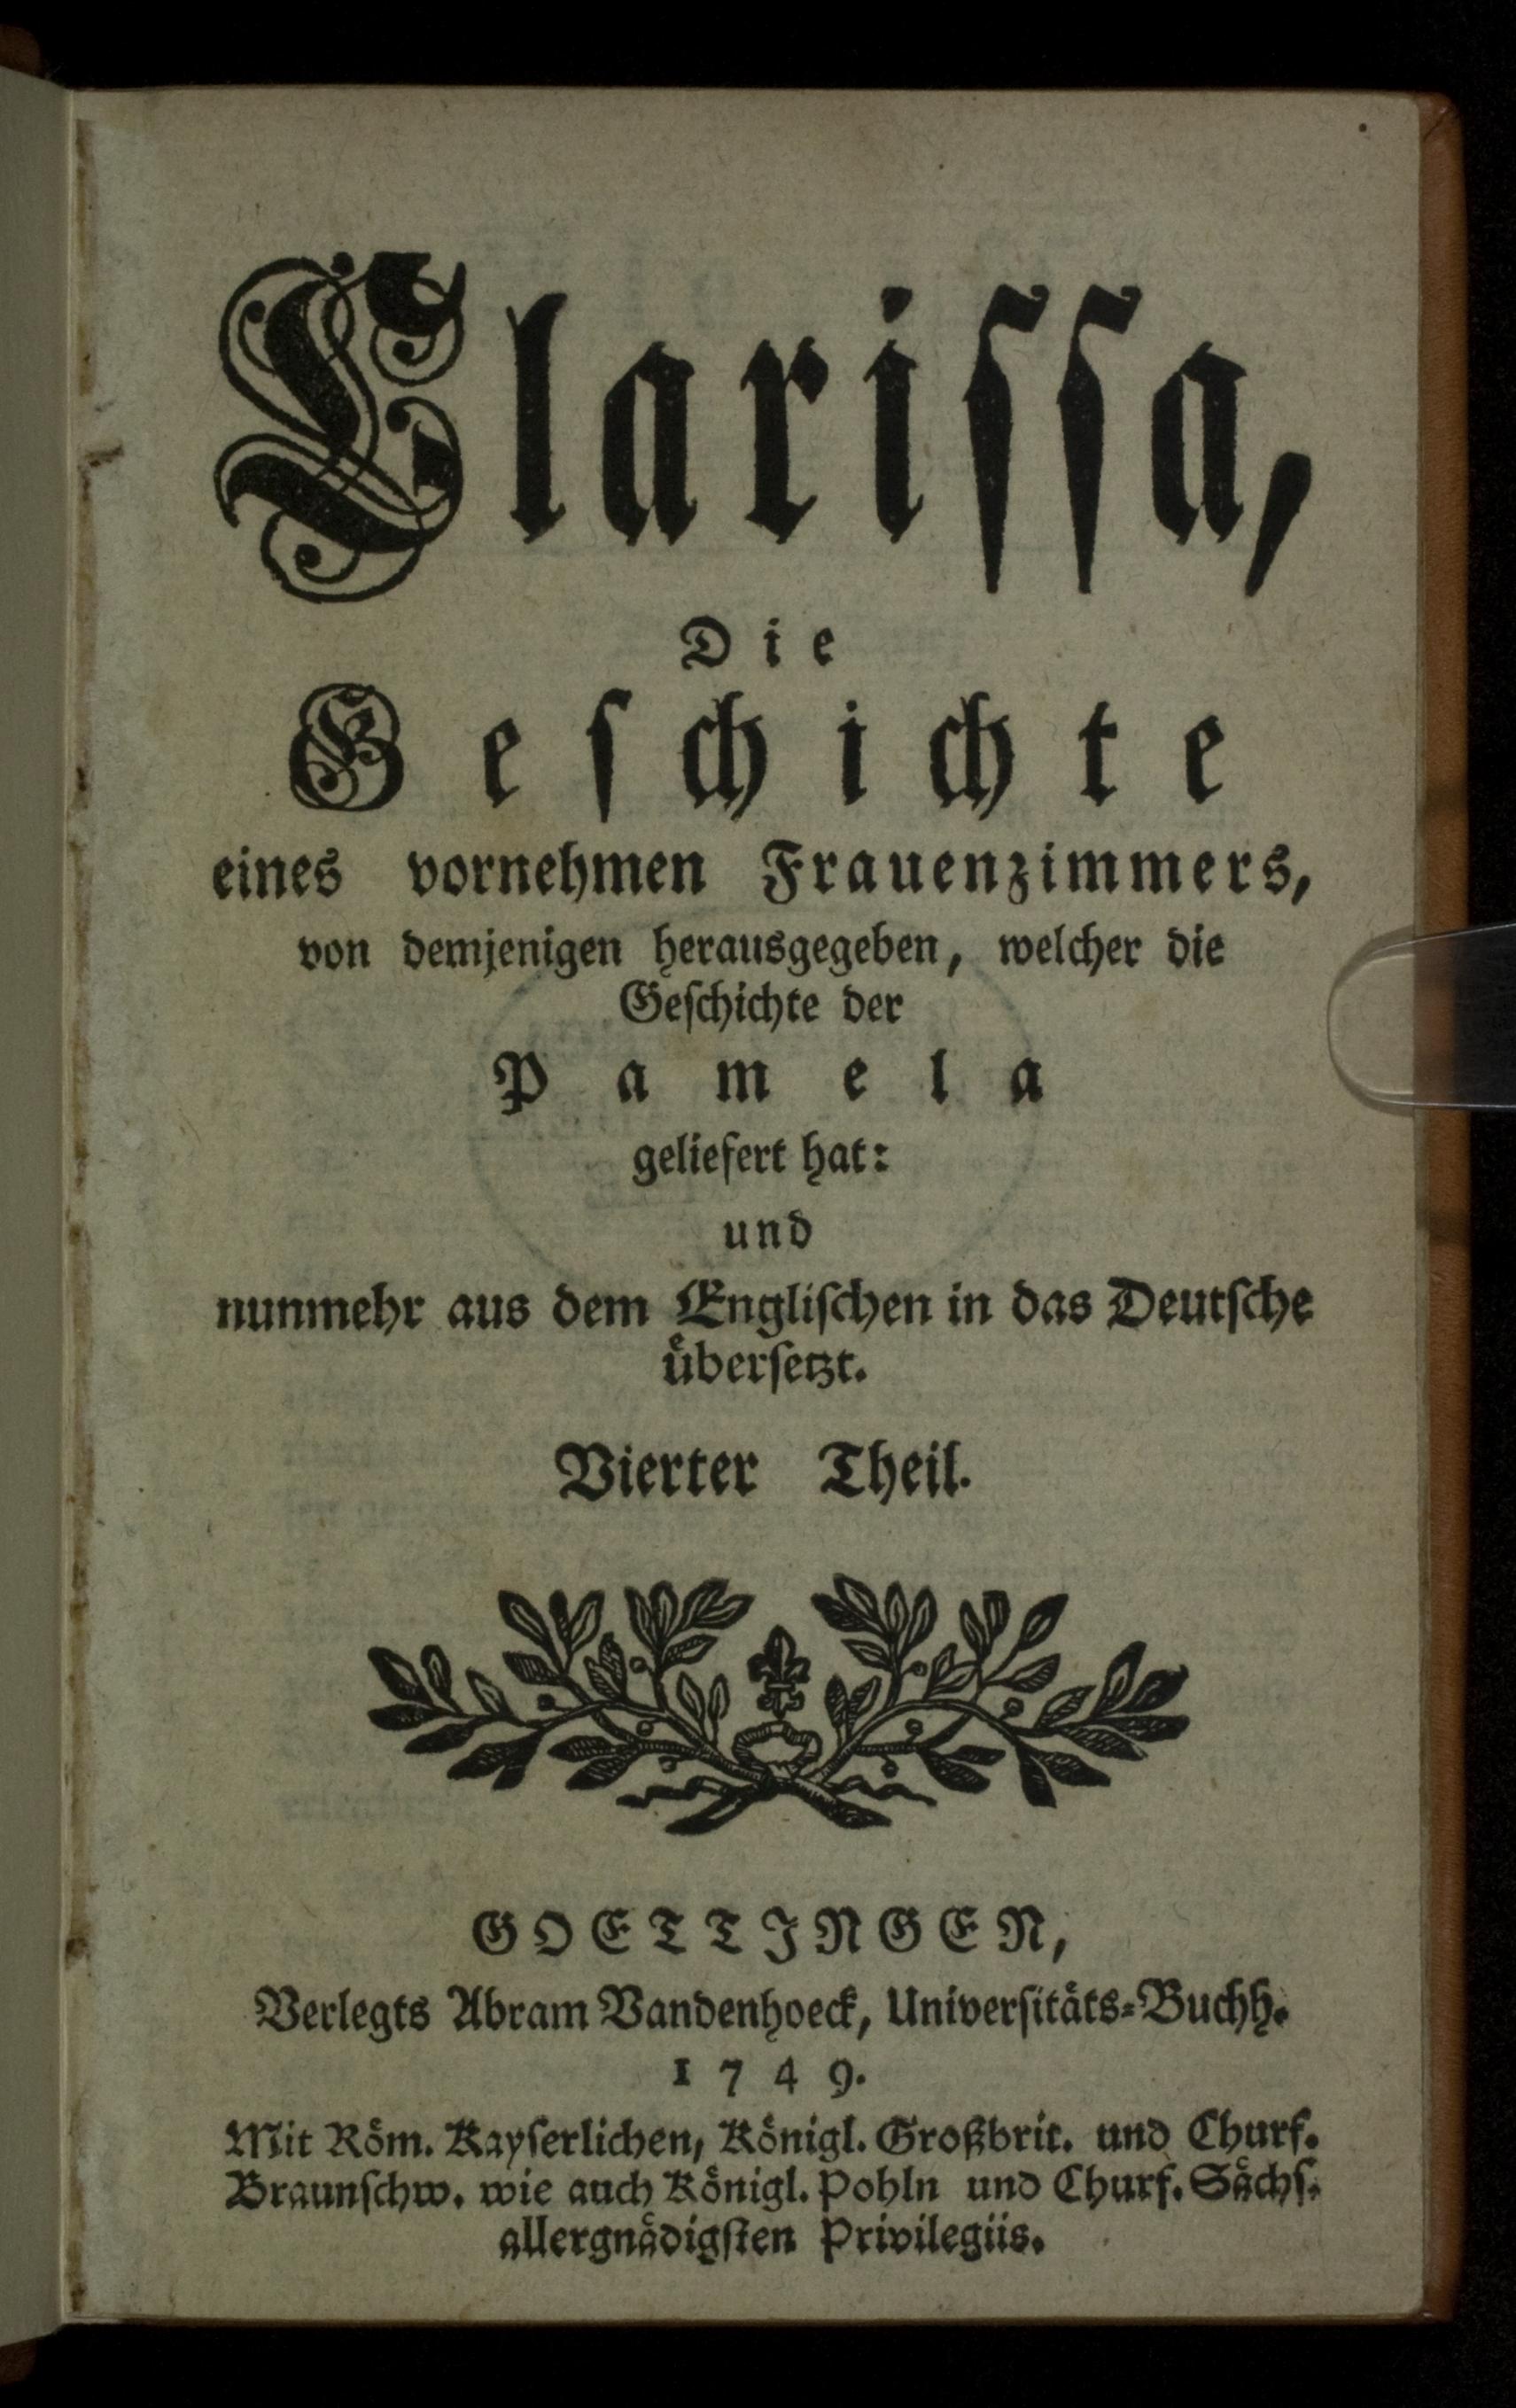 Clarissa,
Die
Geschichte
eines vornehmen Frauenzimmers,
von demjenigen herausgegeben, welcher die
Geschichte der
Pamela
geliefert hat:
und
nunmehr aus dem Englischen in das Deutsche
übersetzt.
Vierter Theil.
GOETTINGEN,
Verlegts Abram Vandenhoeck, Universitäts-Buchh.
1749.
Mit Röm. Kayserlichen, Königl. Großbrit. und Churf.
Braunschw. wie auch Königl. Pohln und Churf. Sächs.
allergnädigsten Privilegiis.